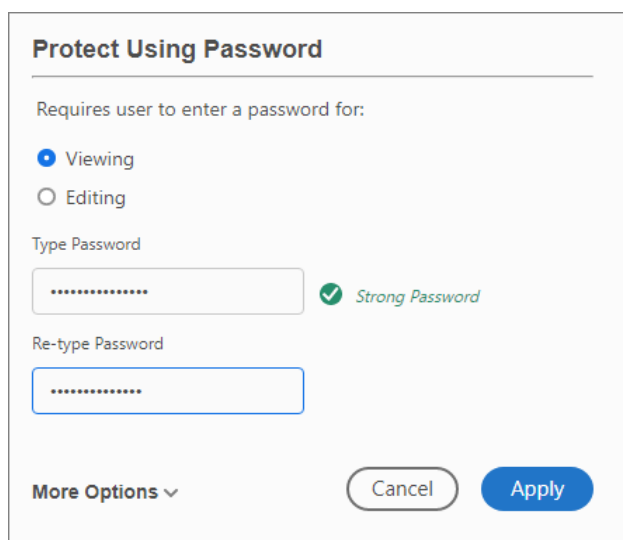 Protect Using Password
Requires user to enter a password for:
Viewing
Editing
Type Password
••••••••••••••• Strong Password
Re-type Password
••••••••••••••
More Options Cancel Apply